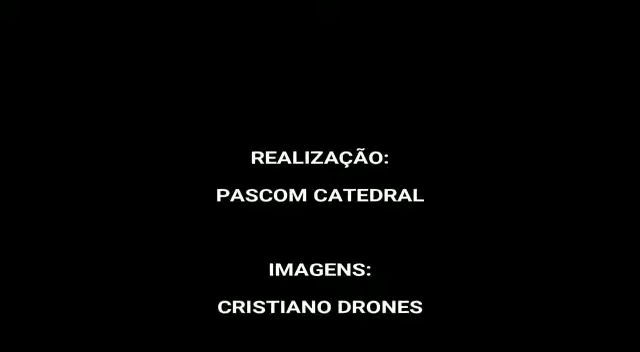 REALIZAÇÃO:
PASCOM CATEDRAL
IMAGENS:
CRISTIANO DRONES